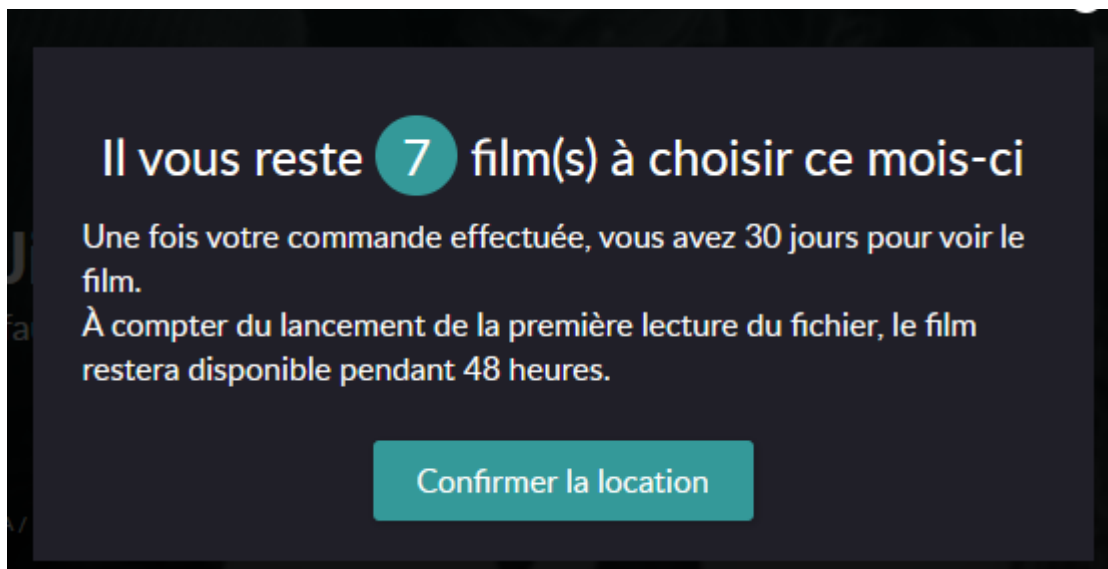 Il vous reste 7 film(s) à choisir ce mois-ci
Une fois votre commande effectuée, vous avez 30 jours pour voir le
film.
À compter du lancement de la première lecture du fichier, le film
restera disponible pendant 48 heures.
Confirmer la location